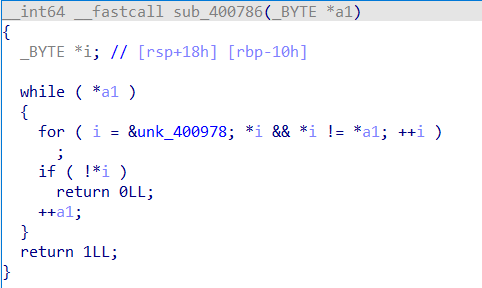 __int64 __fastcall sub_400786(_BYTE *a1)
{
  _BYTE *i; // [rsp+18h] [rbp-10h]

  while ( *a1 )
  {
    for ( i = &unk_400978; *i && *i != *a1; ++i )
      ;
    if ( !*i )
      return 0LL;
    ++a1;
  }
  return 1LL;
}